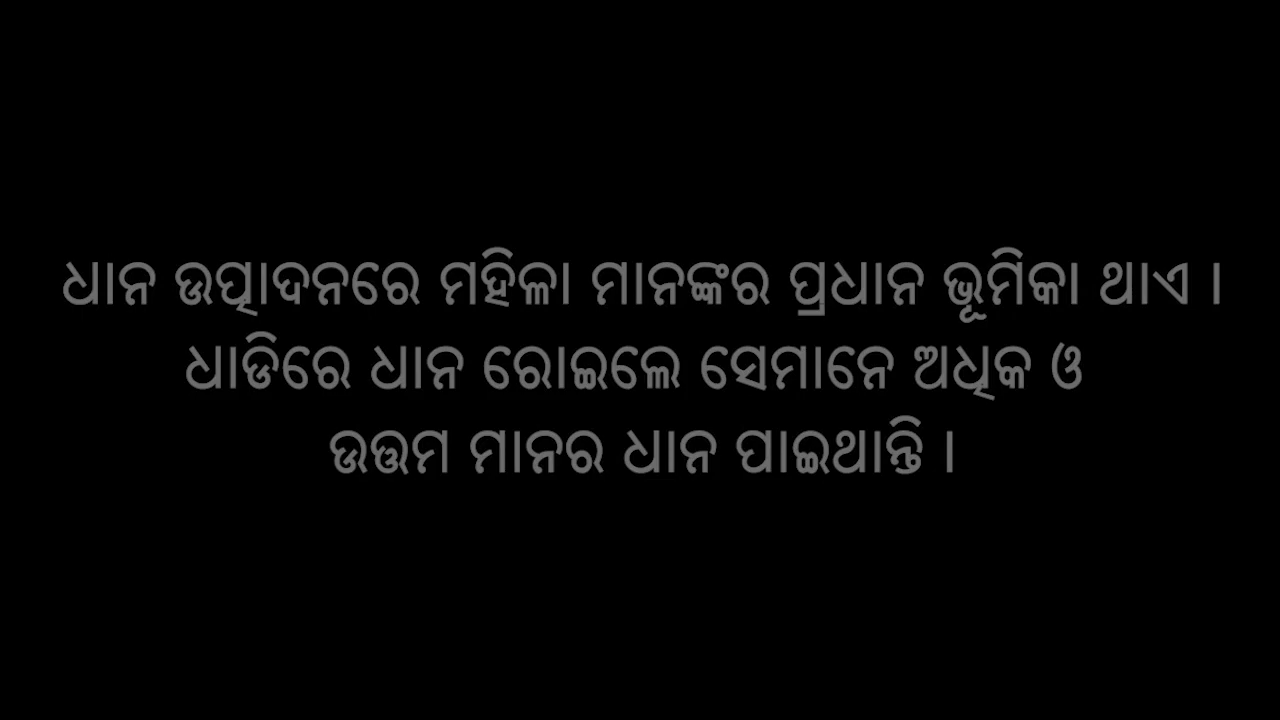 ଧାନ ଉତ୍ପାଦନରେ ମହିଳା ମାନଙ୍କର ପ୍ରଧାନ ଭୂମିକା ଥାଏ ।
ଧାଡିରେ ଧାନ ରୋଇଲେ ସେମାନେ ଅଧିକ ଓ
ଉତ୍ତମ ମାନର ଧାନ ପାଇଥାନ୍ତି ।